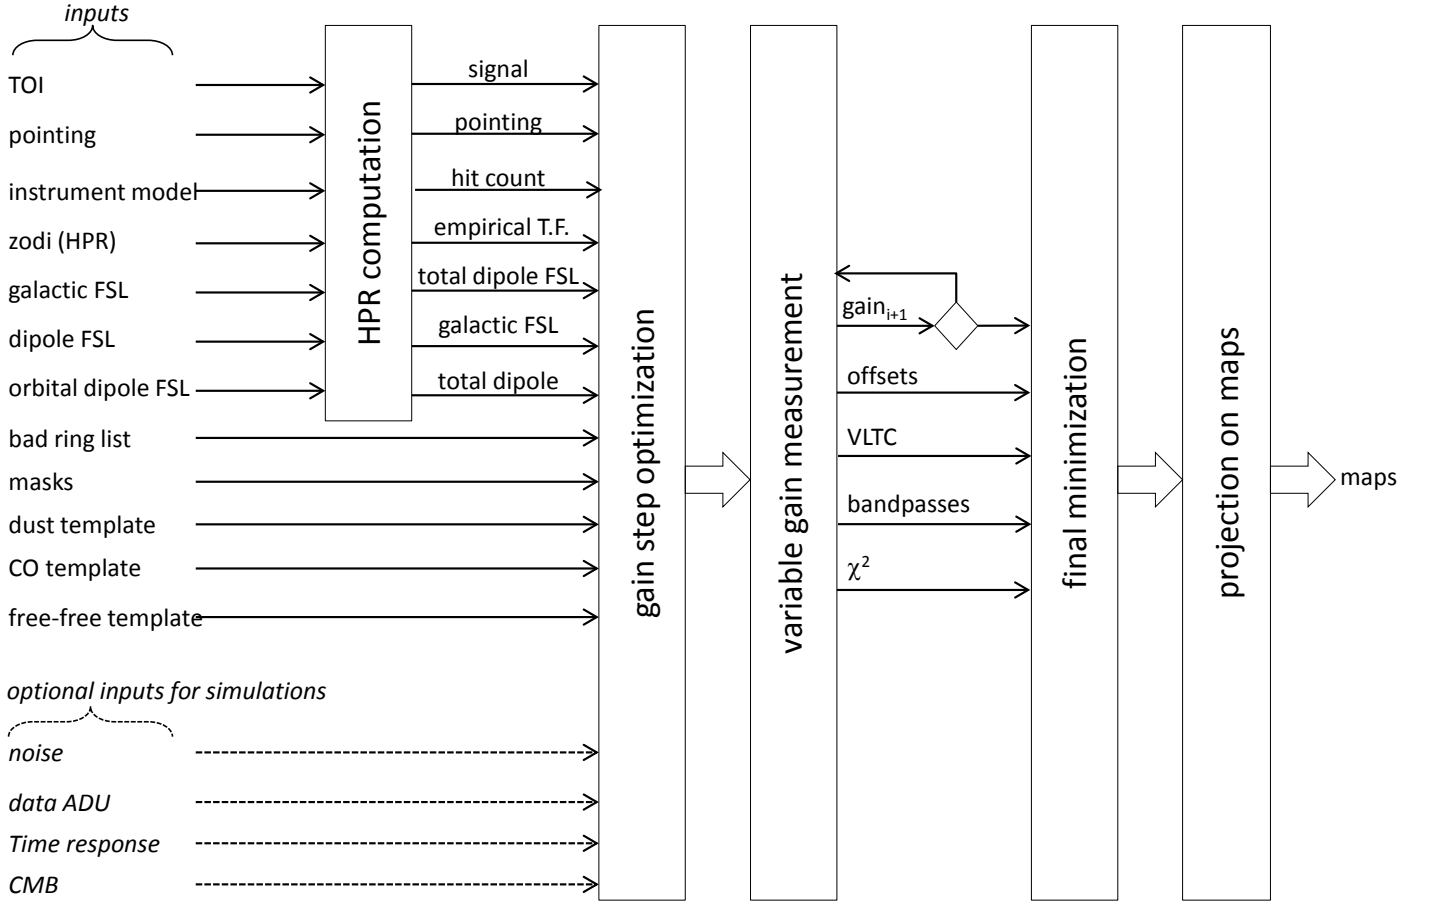 inputs
TOI
pointing
instrument model
zodi (HPR)
galactic FSL
dipole FSL
orbital dipole FSL
bad ring list
masks
dust template
CO template
free-free template
optional inputs for simulations
noise
data ADU
Time response
CMB
HPR computation
signal
pointing
hit count
empirical T.F.
total dipole FSL
galactic FSL
total dipole
gain step optimization
variable gain measurement
gain i+1
offsets
VLTC
bandpasses
χ²
final minimization
projection on maps
maps